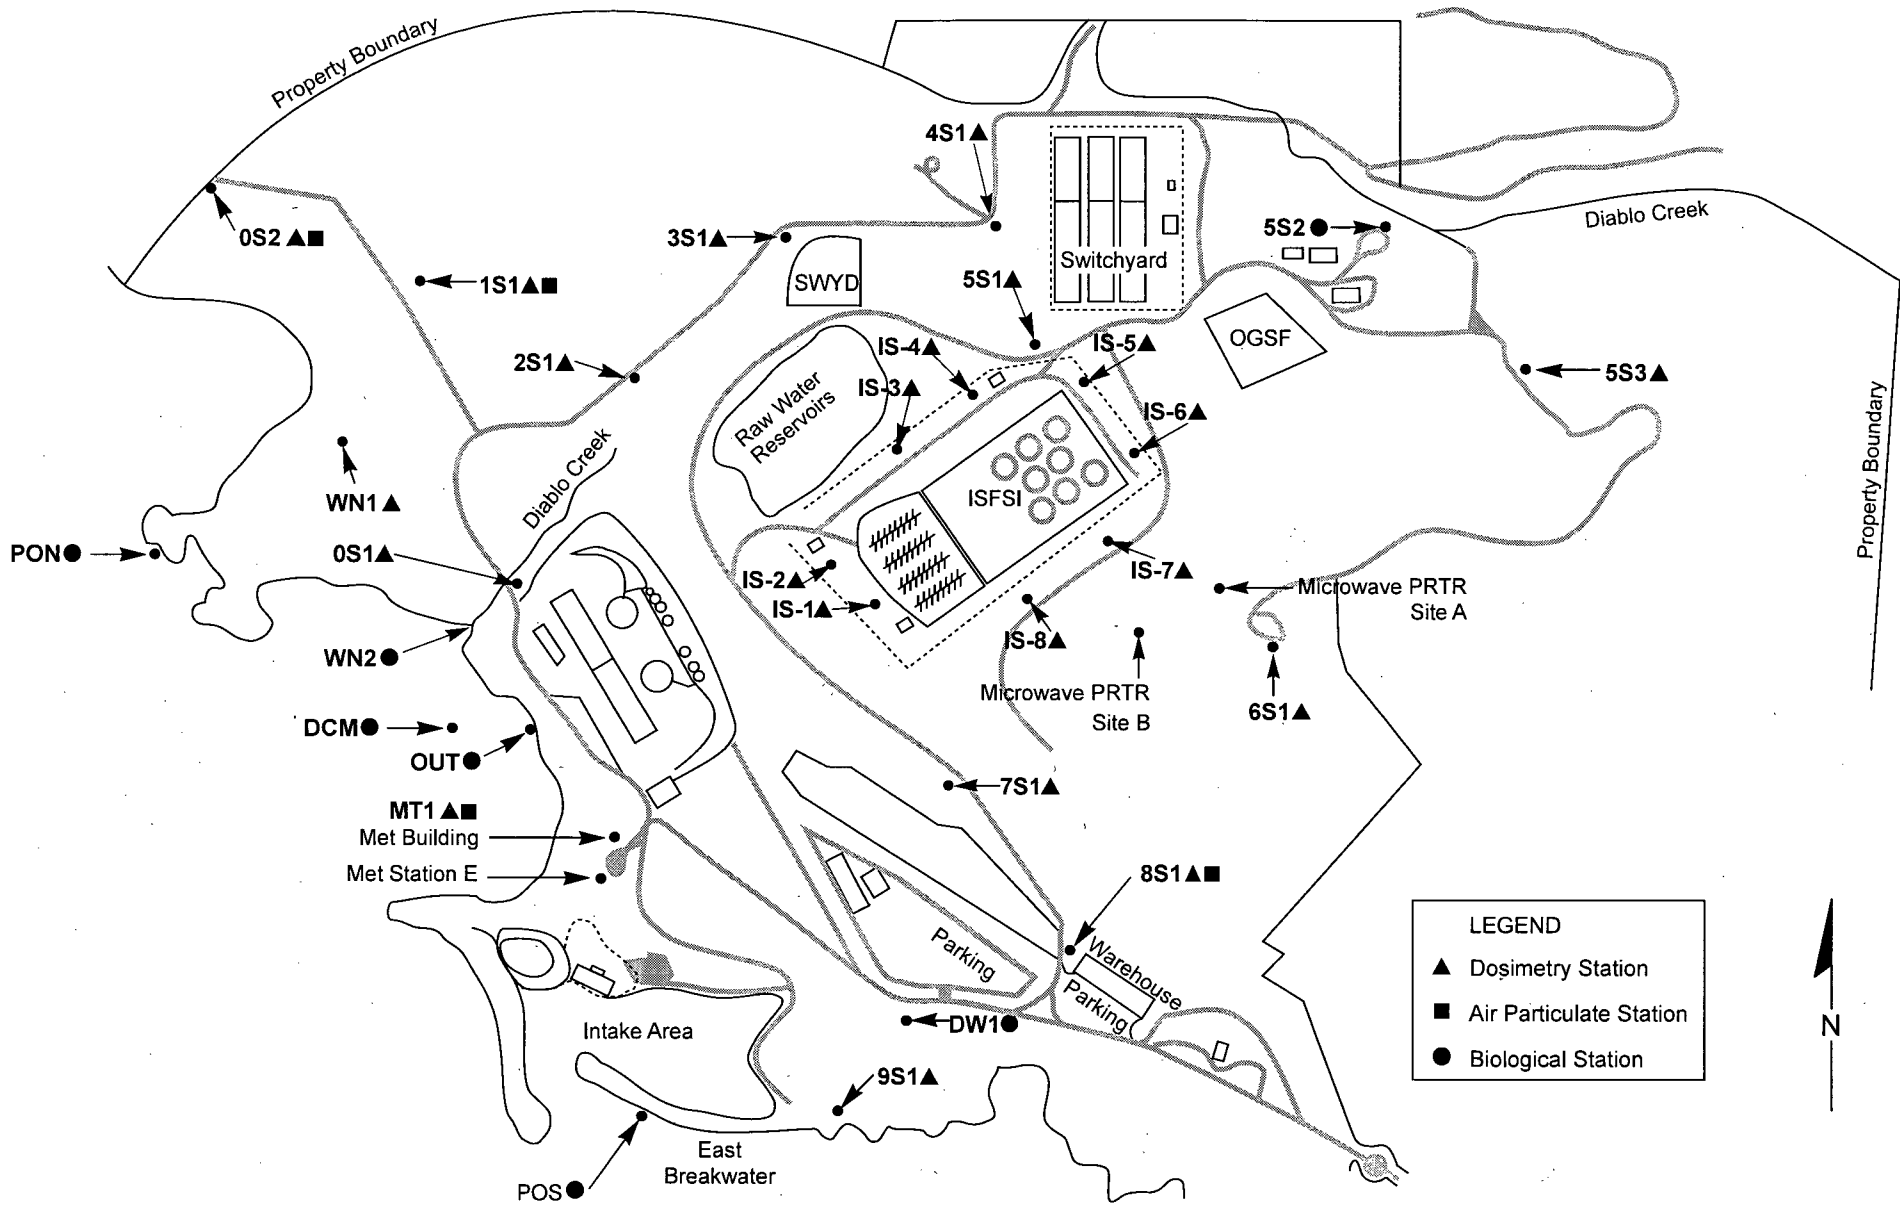 Property Boundary
4S1
0S2
3S1
5S2
Diablo Creek
1S1
SWYD
Switchyard
5S1
OGSF
2S1
IS-4
IS-5
IS-3
5S3
Raw Water
Reservoirs
IS-6
Property Boundary
Diablo Creek
WN1
ISFSI
PON
0S1
IS-2
IS-7
IS-1
Microwave PRTR
Site A
IS-8
WN2
Microwave PRTR
Site B
6S1
DCM
OUT
7S1
MT1
Met Building
Met Station E
8S1
Parking
Warehouse
Parking
LEGEND
Dosimetry Station
Air Particulate Station
Biological Station
N
Intake Area
DW1
9S1
East
Breakwater
POS